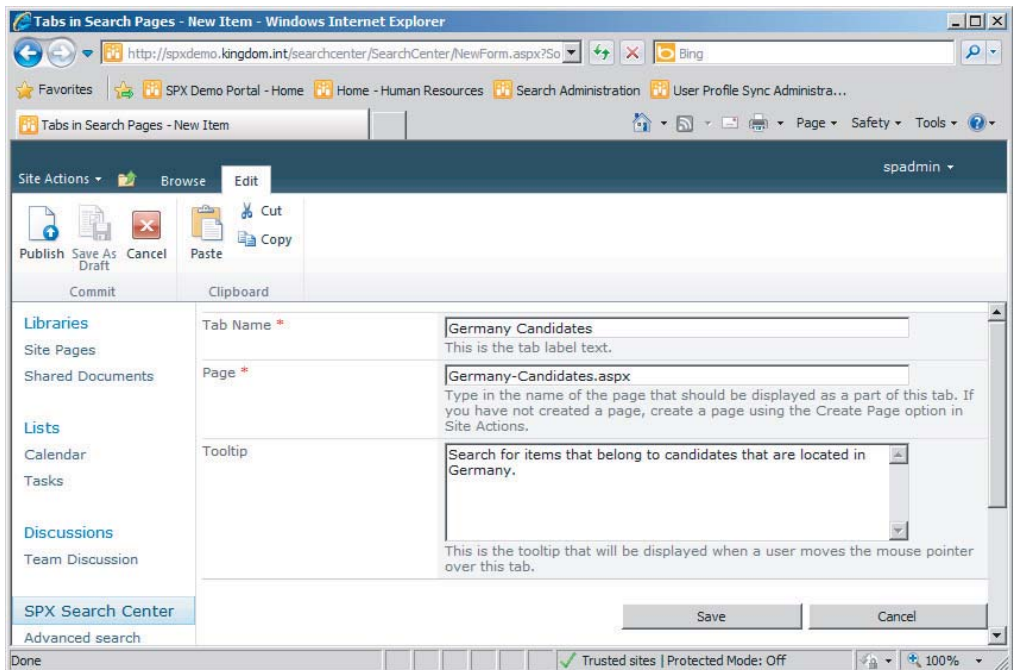 Tabs in Search Pages - New Item - Windows Internet Explorer
http://spxdemo.kingdom.int/searchcenter/SearchCenter/NewForm.aspx?So
Bing
Favorites
SPX Demo Portal - Home
Home - Human Resources
Search Administration
User Profile Sync Administra...
Tabs in Search Pages - New Item
Page
Safety
Tools
Site Actions
Browse
Edit
spadmin
Publish
Save As
Draft
Cancel
Paste
Cut
Copy
Commit
Clipboard
Libraries
Site Pages
Shared Documents
Lists
Calendar
Tasks
Discussions
Team Discussion
SPX Search Center
Advanced search
Tab Name *
Germany Candidates
This is the tab label text.
Page *
Germany-Candidates.aspx
Type in the name of the page that should be displayed as a part of this tab. If
you have not created a page, create a page using the Create Page option in
Site Actions.
Tooltip
Search for items that belong to candidates that are located in
Germany.
This is the tooltip that will be displayed when a user moves the mouse pointer
over this tab.
Save
Cancel
Done
Trusted sites | Protected Mode: Off
100%